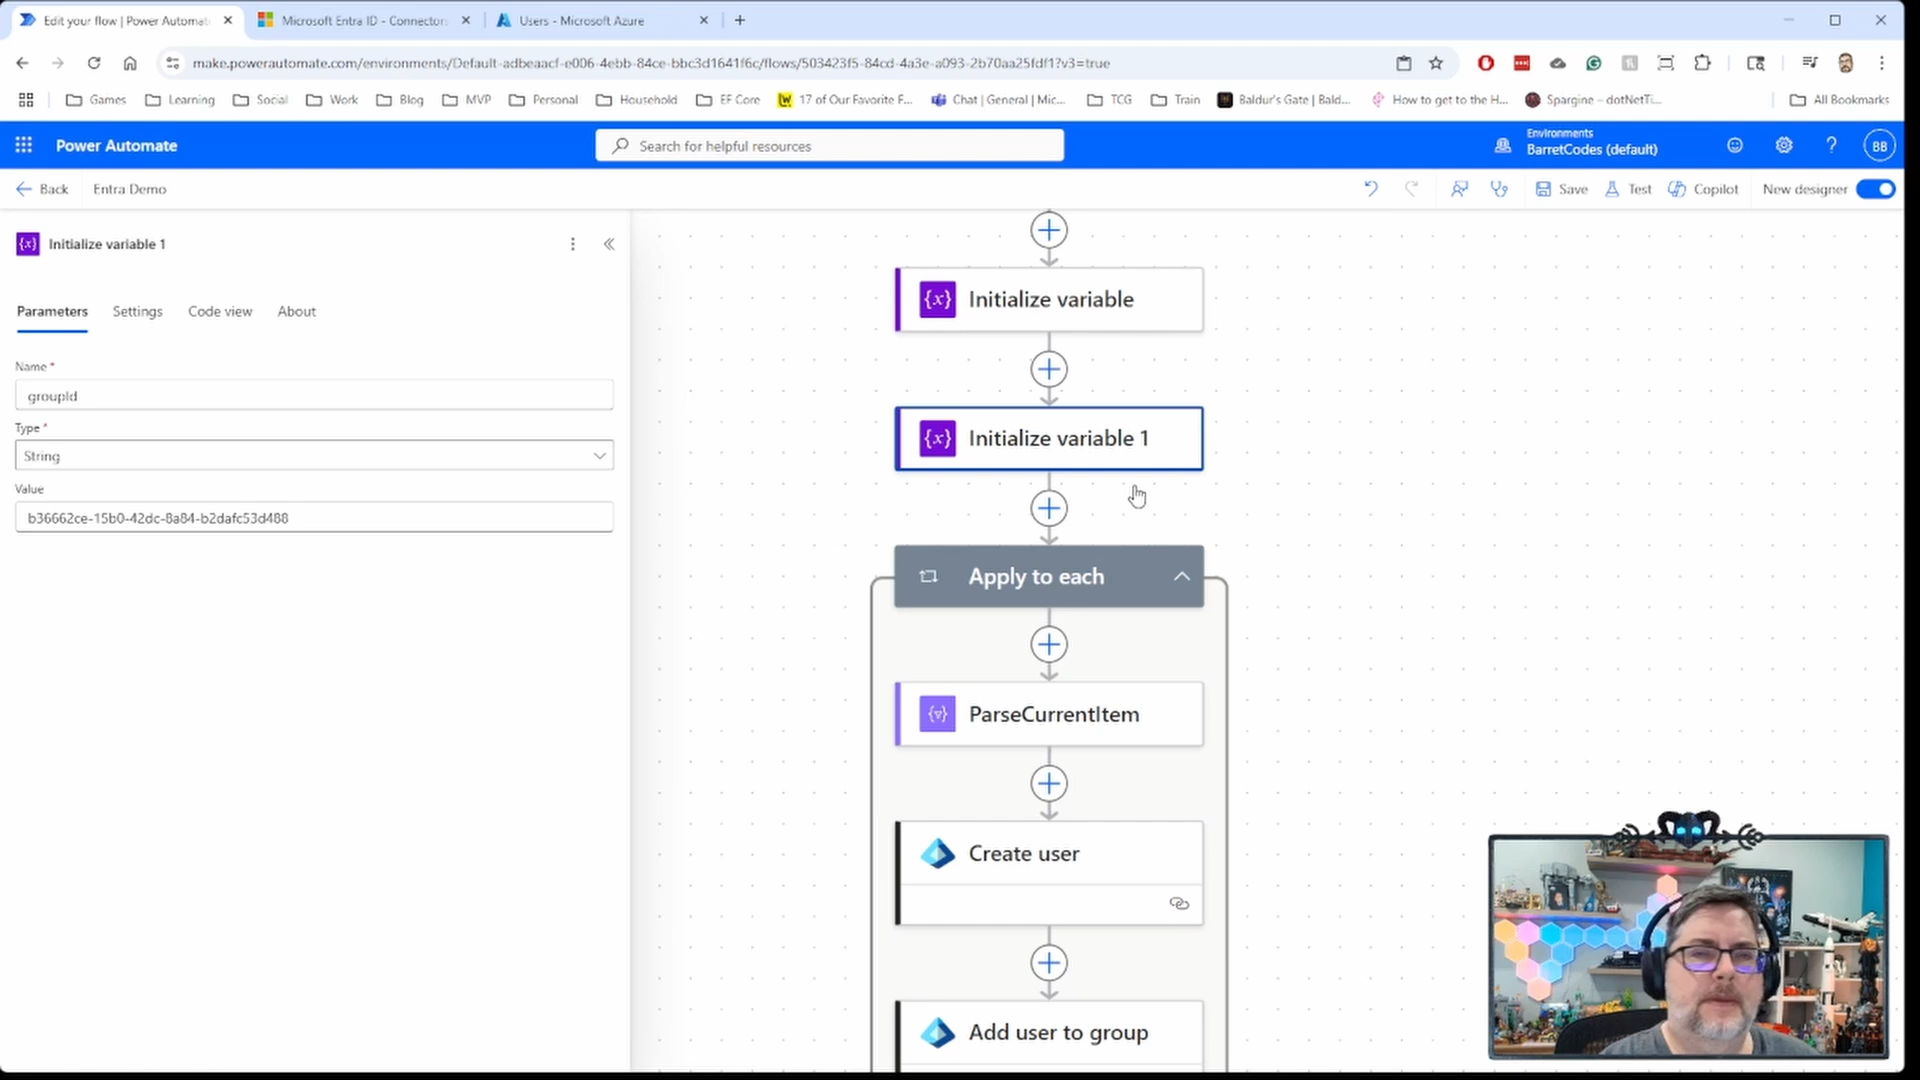 Edit your flow | Power Automate
Microsoft Entra ID - Connectors
Users - Microsoft Azure
make.powerautomate.com/environments/Default-adbeaacf-e006-4ebb-84ce-bbc3d1641f6c/flows/503423f5-84cd-4a3e-a093-2b70aa25fdf1?v3=true
Games
Learning
Social
Work
Blog
MVP
Personal
Household
EF Core
17 of Our Favorite F...
Chat | General | Mic...
TCG
Train
Baldur's Gate | Bald...
How to get to the H...
Spargine – dotNetTi...
All Bookmarks
Power Automate
Search for helpful resources
Environments
BarretCodes (default)
BB
Back
Entra Demo
Save
Test
Copilot
New designer
Initialize variable 1
Parameters
Settings
Code view
About
Name *
groupId
Type *
String
Value
b36662ce-15b0-42dc-8a84-b2dafc53d488
Initialize variable
Initialize variable 1
Apply to each
ParseCurrentItem
Create user
Add user to group